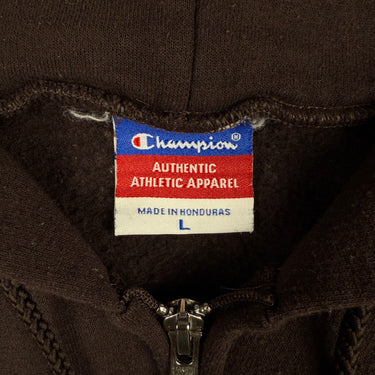 Champion®
AUTHENTIC
ATHLETIC APPAREL
MADE IN HONDURAS
L